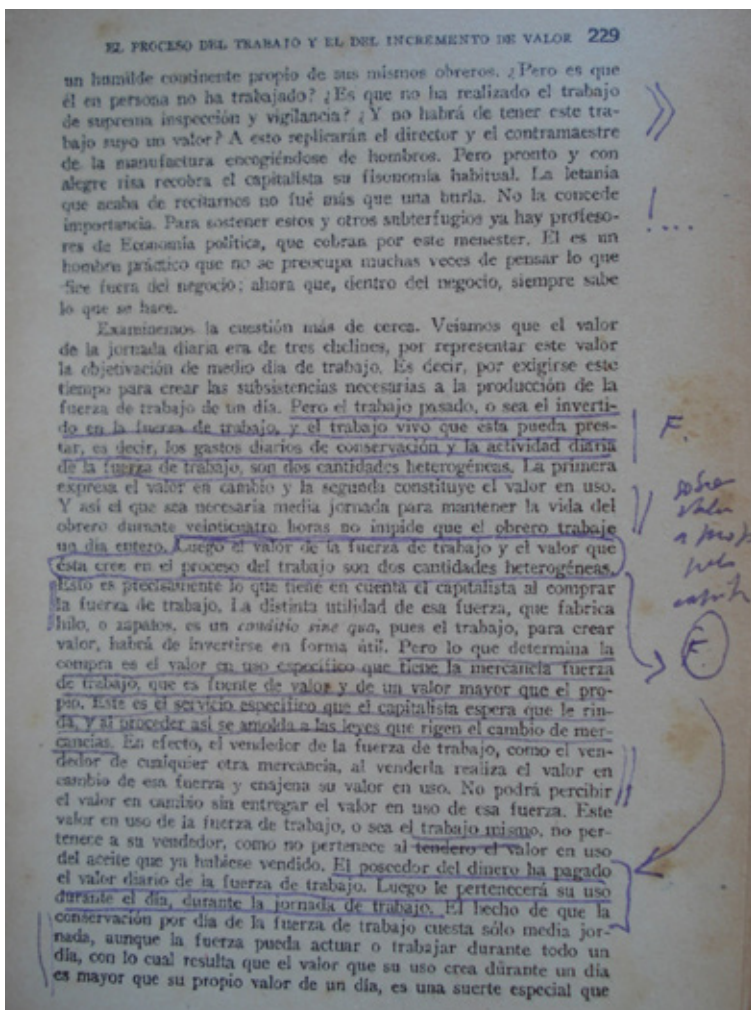 EL PROCESO DEL TRABAJO Y EL DEL INCREMENTO DE VALOR 229
un humilde continente propio de sus mismos obreros. ¿Pero es que
él en persona no ha trabajado? ¿Es que no ha realizado el trabajo
de suprema inspección y vigilancia? ¿Y no habrá de tener este tra-
bajo suyo un valor? A esto replicarán el director y el contramaestre
de la manufactura encogiéndose de hombros. Pero pronto y con
alegre risa recobra el capitalista su fisonomía habitual. La letanía
que acaba de recitarnos no fué más que una burla. No la concede
importancia. Para sostener estos y otros subterfugios ya hay profeso-
res de Economía política, que cobran por este menester. El es un
hombre práctico que no se preocupa muchas veces de pensar lo que
dice fuera del negocio; ahora que, dentro del negocio, siempre sabe
lo que se hace.
Examinemos la cuestión más de cerca. Veíamos que el valor
de la jornada diaria era de tres chelines, por representar este valor
la objetivación de medio día de trabajo. Es decir, por exigirse este
tiempo para crear las subsistencias necesarias a la producción de la
fuerza de trabajo de un día. Pero el trabajo pasado, o sea el inverti-
do en la fuerza de trabajo, y el trabajo vivo que ésta pueda pres-
tar, es decir, los gastos diarios de conservación y la actividad diaria
de la fuerza de trabajo, son dos cantidades heterogéneas. La primera
expresa el valor en cambio y la segunda constituye el valor en uso.
Y así el que sea necesaria media jornada para mantener la vida del
obrero durante veinticuatro horas no impide que el obrero trabaje
un día entero. Luego el valor de la fuerza de trabajo y el valor que
ésta cree en el proceso del trabajo son dos cantidades heterogéneas.
Esto es precisamente lo que tiene en cuenta el capitalista al comprar
la fuerza de trabajo. La distinta utilidad de esa fuerza, que fabrica
hilo, o zapatos, es un conditio sine qua, pues el trabajo, para crear
valor, habrá de invertirse en forma útil. Pero lo que determina la
compra es el valor en uso específico que tiene la mercancía fuerza
de trabajo, que es fuente de valor y de un valor mayor que el pro-
pio. Este es el servicio específico que el capitalista espera que le rin-
da, y al proceder así se amolda a las leyes que rigen el cambio de mer-
cancías. En efecto, el vendedor de la fuerza de trabajo, como el ven-
dedor de cualquier otra mercancía, al venderla realiza el valor en
cambio de esa fuerza y enajena su valor en uso. No podrá percibir
el valor en cambio sin entregar el valor en uso de esa fuerza. Este
valor en uso de la fuerza de trabajo, o sea el trabajo mismo, no per-
tenece a su vendedor, como no pertenece al tendero el valor en uso
del aceite que ya hubiese vendido. El poseedor del dinero ha pagado
el valor diario de la fuerza de trabajo. Luego le pertenecerá su uso
durante el día, durante la jornada de trabajo. El hecho de que la
conservación por día de la fuerza de trabajo cuesta sólo media jor-
nada, aunque la fuerza pueda actuar o trabajar durante todo un
día, con lo cual resulta que el valor que su uso crea durante un día
es mayor que su propio valor de un día, es una suerte especial que
F.
F.